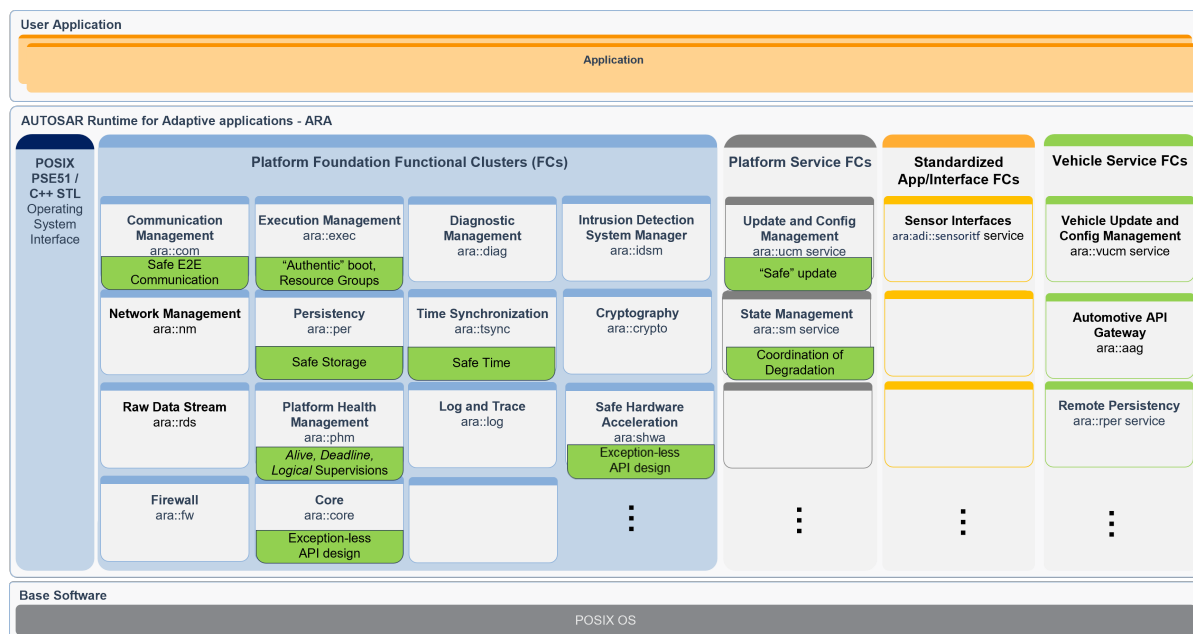 User Application
Application
AUTOSAR Runtime for Adaptive applications - ARA
POSIX
PSE51 /
C++ STL
Operating
System
Interface
Platform Foundation Functional Clusters (FCs)
Communication
Management
ara::com
Safe E2E
Communication
Execution Management
ara::exec
“Authentic” boot,
Resource Groups
Diagnostic
Management
ara::diag
Intrusion Detection
System Manager
ara::idsm
Network Management
ara::nm
Persistency
ara::per
Safe Storage
Time Synchronization
ara::tsync
Safe Time
Cryptography
ara::crypto
Raw Data Stream
ara::rds
Platform Health
Management
ara::phm
Alive, Deadline,
Logical Supervisions
Log and Trace
ara::log
Safe Hardware
Acceleration
ara:shwa
Exception-less
API design
Firewall
ara::fw
Core
ara::core
Exception-less
API design
Platform Service FCs
Update and Config
Management
ara::ucm service
“Safe” update
State Management
ara::sm service
Coordination of
Degradation
Standardized
App/Interface FCs
Sensor Interfaces
ara:adi::sensoritf service
Vehicle Service FCs
Vehicle Update and
Config Management
ara::vucm service
Automotive API
Gateway
ara::aag
Remote Persistency
ara::rper service
Base Software
POSIX OS